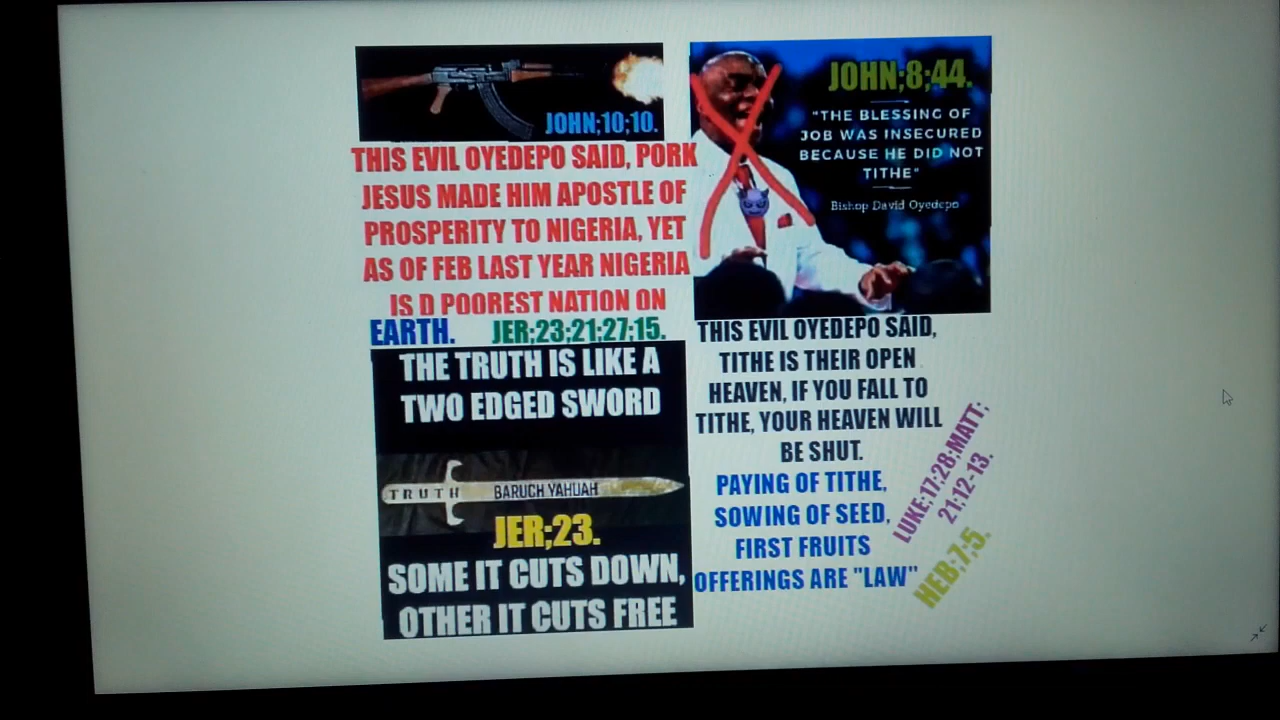 JOHN;10;10.
THIS EVIL OYEDEPO SAID, PORK
JESUS MADE HIM APOSTLE OF
PROSPERITY TO NIGERIA, YET
AS OF FEB LAST YEAR NIGERIA
IS D POOREST NATION ON
EARTH. JER;23;21;27;15.
THE TRUTH IS LIKE A
TWO EDGED SWORD
TRUTH BARUCH YAHUAH
JER;23.
SOME IT CUTS DOWN,
OTHER IT CUTS FREE
JOHN;8;44.
"THE BLESSING OF
JOB WAS INSECURED
BECAUSE HE DID NOT
TITHE"
Bishop David Oyedepo
THIS EVIL OYEDEPO SAID,
TITHE IS THEIR OPEN
HEAVEN, IF YOU FALL TO
TITHE, YOUR HEAVEN WILL
BE SHUT.
PAYING OF TITHE,
SOWING OF SEED,
FIRST FRUITS
OFFERINGS ARE "LAW"
LUKE;17;28;MATT;
21;12-13.
HEB;7;5.